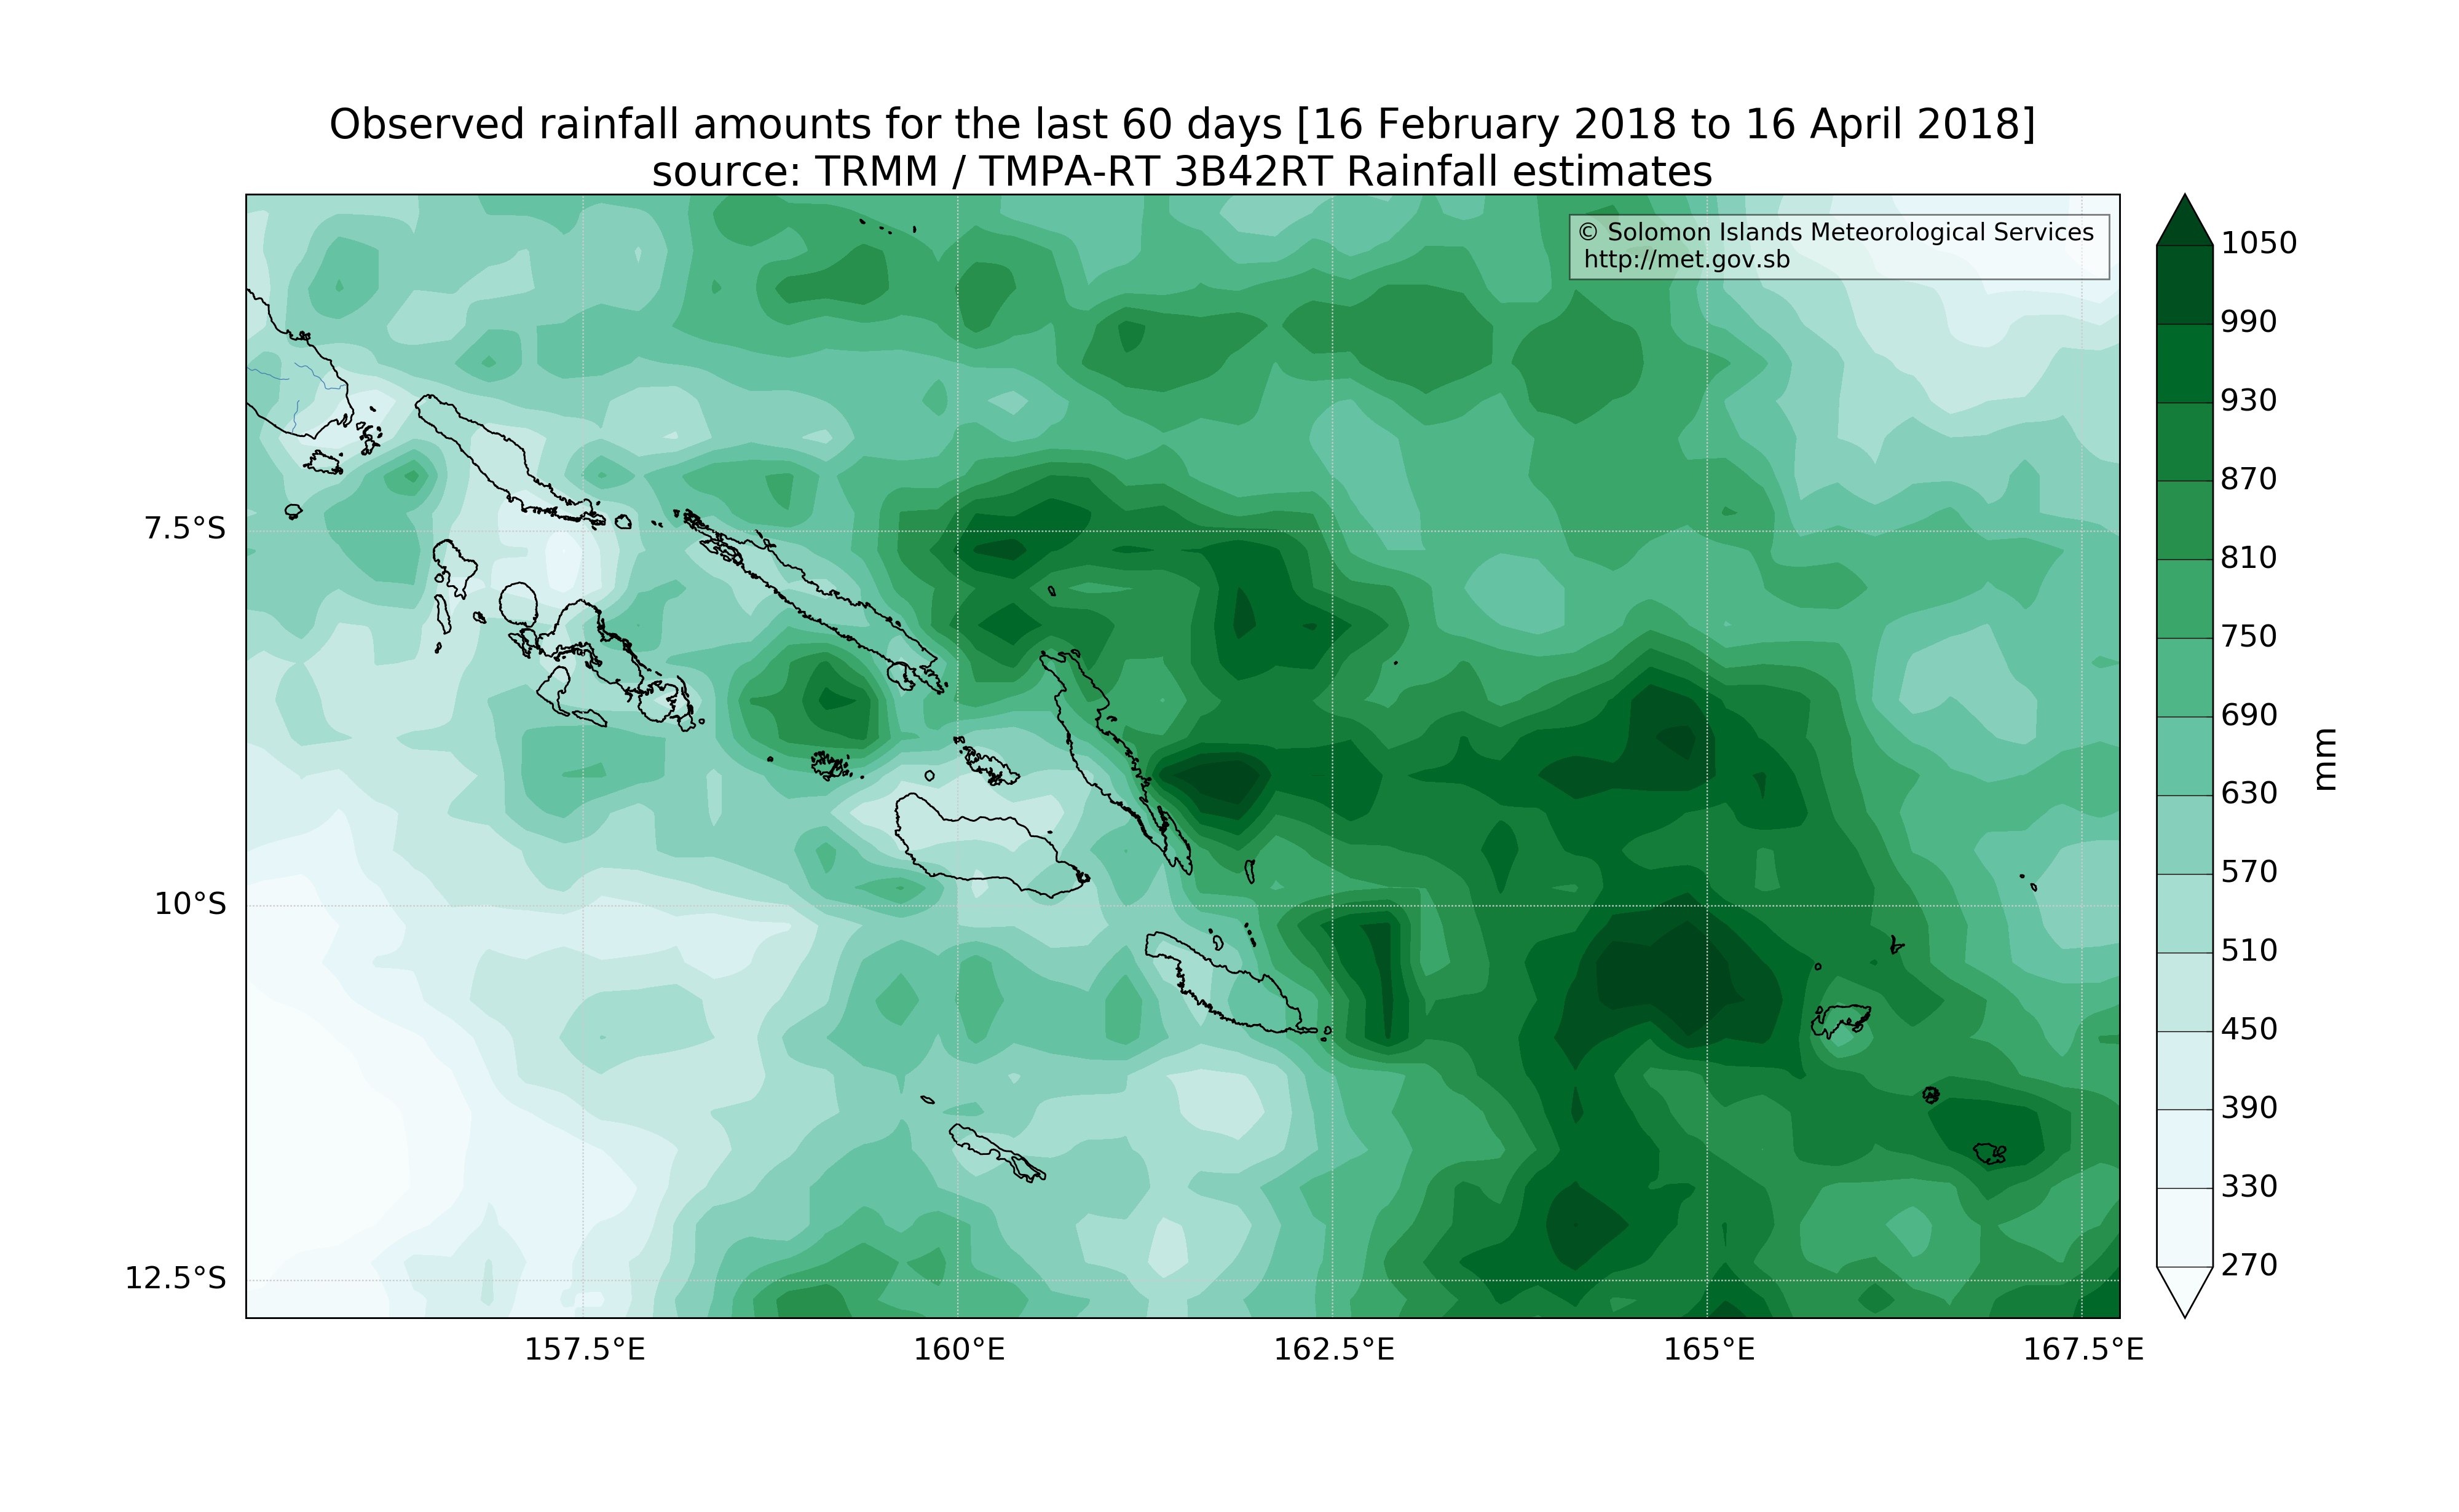 Observed rainfall amounts for the last 60 days [16 February 2018 to 16 April 2018]
source: TRMM / TMPA-RT 3B42RT Rainfall estimates
© Solomon Islands Meteorological Services
http://met.gov.sb
7.5°S
10°S
12.5°S
157.5°E
160°E
162.5°E
165°E
167.5°E
1050
990
930
870
810
750
690
630
570
510
450
390
330
270
mm